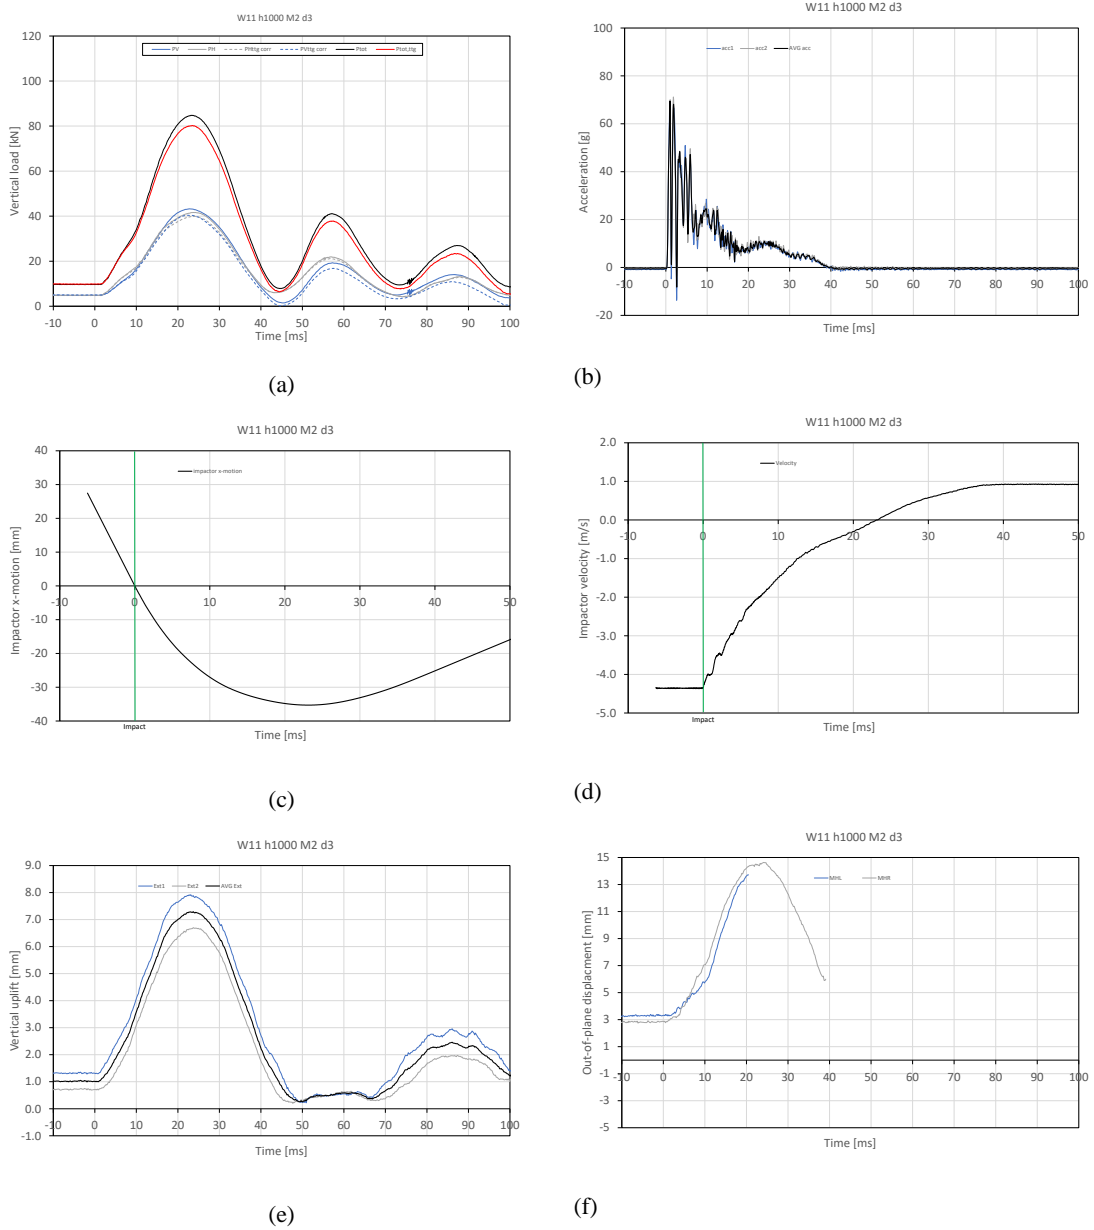 W11 h1000 M2 d3
PV PH PHttg corr PVttg corr Ptot Ptot,ttg
Vertical load [kN]
120
100
80
60
40
20
0
-10 0 10 20 30 40 50 60 70 80 90 100
Time [ms]
(a)
W11 h1000 M2 d3
acc1 acc2 AVG acc
Acceleration [g]
100
80
60
40
20
0
-20
-10 0 10 20 30 40 50 60 70 80 90 100
Time [ms]
(b)
W11 h1000 M2 d3
impactor x-motion
Impactor x-motion [mm]
40
30
20
10
0
-10
-20
-30
-40
-10 0 10 20 30 40 50
Impact
Time [ms]
(c)
W11 h1000 M2 d3
Velocity
Impactor velocity [m/s]
2.0
1.0
0.0
-1.0
-2.0
-3.0
-4.0
-5.0
-10 0 10 20 30 40 50
Impact
Time [ms]
(d)
W11 h1000 M2 d3
Ext1 Ext2 AVG Ext
Vertical uplift [mm]
9.0
8.0
7.0
6.0
5.0
4.0
3.0
2.0
1.0
0.0
-1.0
-10 0 10 20 30 40 50 60 70 80 90 100
Time [ms]
(e)
W11 h1000 M2 d3
MHL MHR
Out-of-plane displacment [mm]
15
13
11
9
7
5
3
1
-1
-3
-5
-10 0 10 20 30 40 50 60 70 80 90 100
Time [ms]
(f)